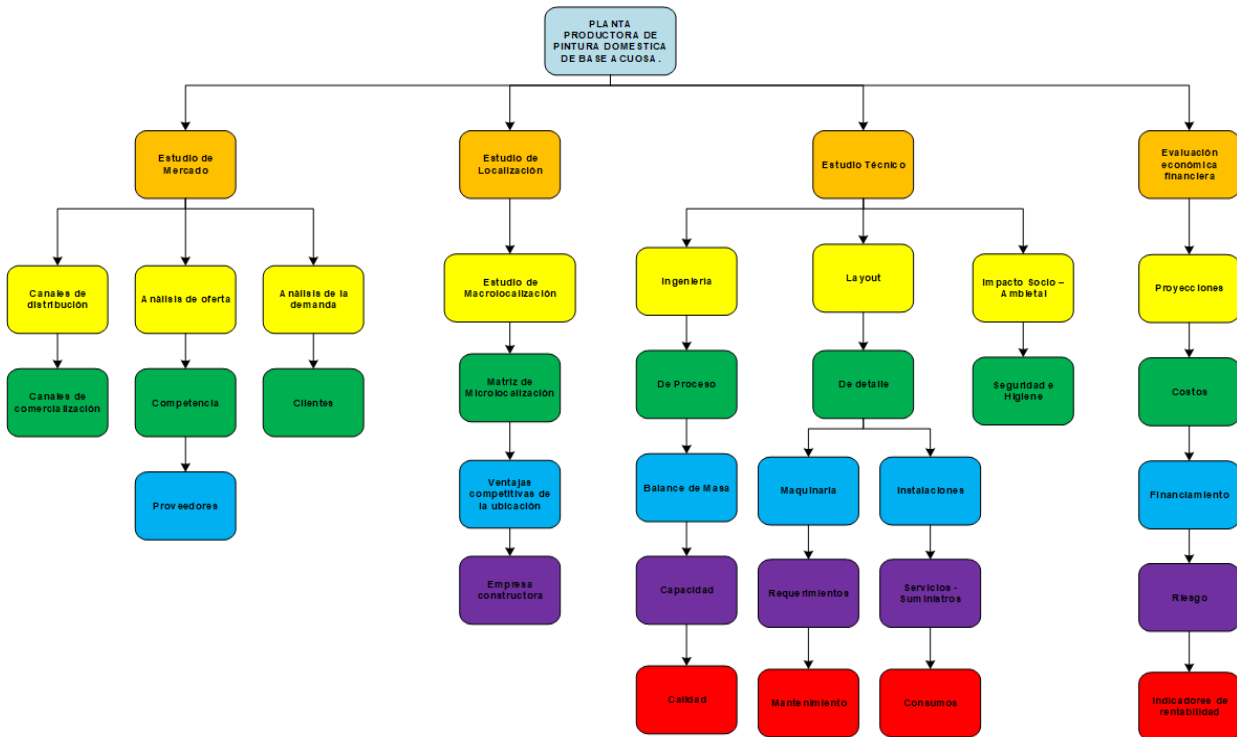 PLANTA
PRODUCTORA DE
PINTURA DOMESTICA
DE BASE ACUOSA.
Estudio de
Mercado
Estudio de
Localización
Estudio Técnico
Evaluación
económica
financiera
Canales de
distribución
Análisis de oferta
Análisis de la
demanda
Estudio de
Macrolocalización
Ingeniería
Layout
Impacto Socio –
Ambietal
Proyecciones
Canales de
comercialización
Competencia
Clientes
Matriz de
Microlocalización
De Proceso
De detalle
Seguridad e
Higiene
Costos
Proveedores
Ventajas
competitivas de
la ubicación
Balance de Masa
Maquinaria
Instalaciones
Financiamiento
Empresa
constructora
Capacidad
Requerimientos
Servicios -
Suministros
Riesgo
Calidad
Mantenimiento
Consumos
Indicadores de
rentabilidad